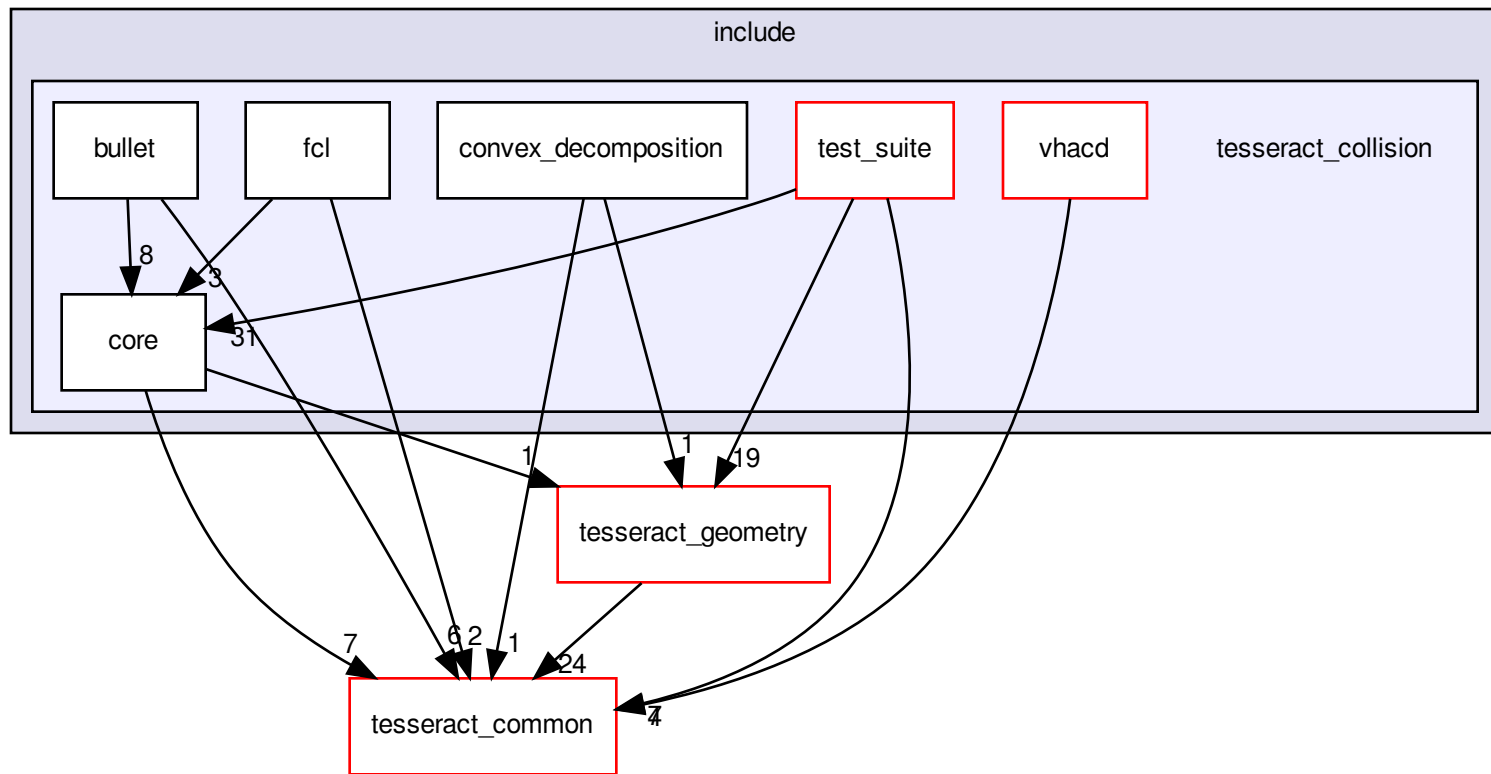 include
bullet
fcl
convex_decomposition
test_suite
vhacd
tesseract_collision
8
3
31
core
1
1
19
tesseract_geometry
7
6
2
1
24
tesseract_common